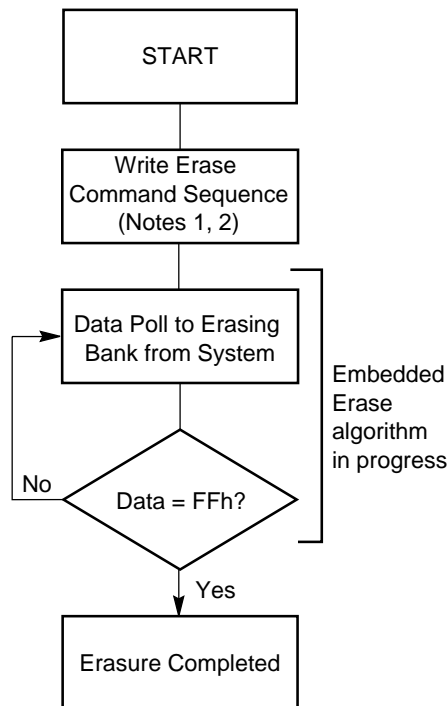 START
Write Erase
Command Sequence
(Notes 1, 2)
Data Poll to Erasing
Bank from System
Embedded
Erase
algorithm
in progress
No
Data = FFh?
Yes
Erasure Completed